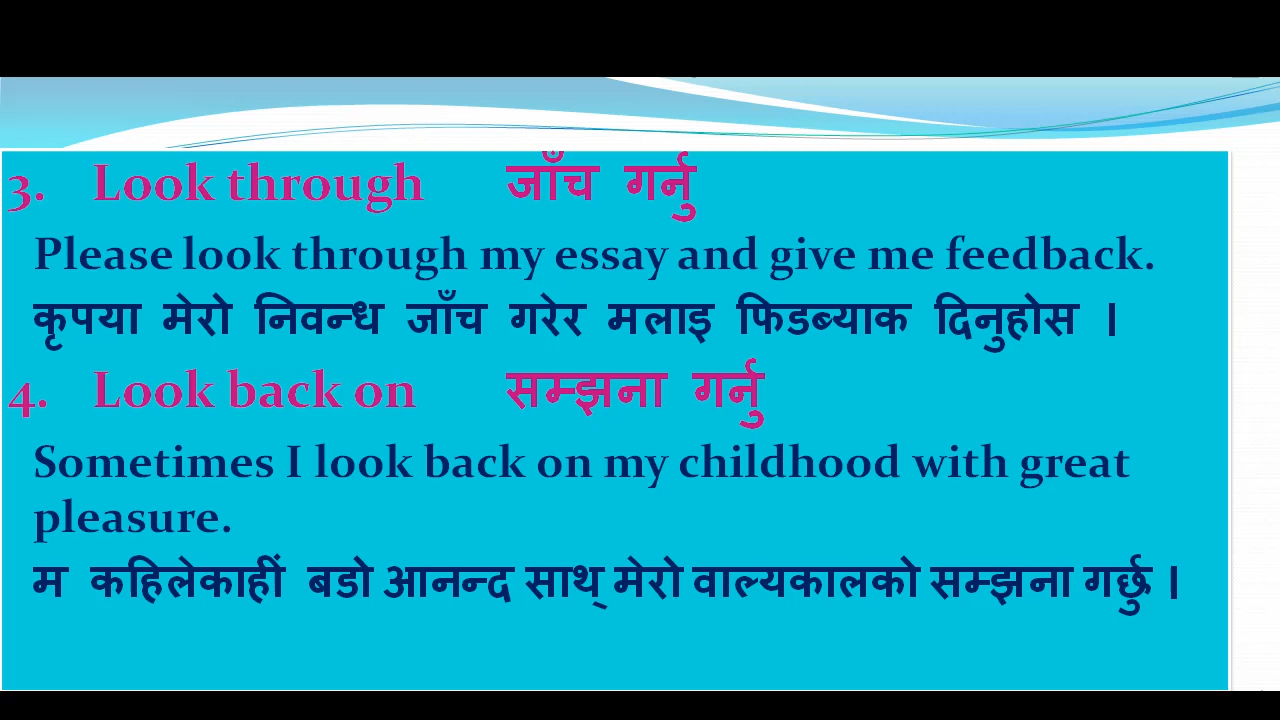 3. Look through जाँच गर्नु
Please look through my essay and give me feedback.
कृपया मेरो निवन्ध जाँच गरेर मलाइ फिडब्याक दिनुहोस ।
4. Look back on सम्झना गर्नु
Sometimes I look back on my childhood with great
pleasure.
म कहिलेकाहीं बडो आनन्द साथ् मेरो वाल्यकालको सम्झना गर्छु ।